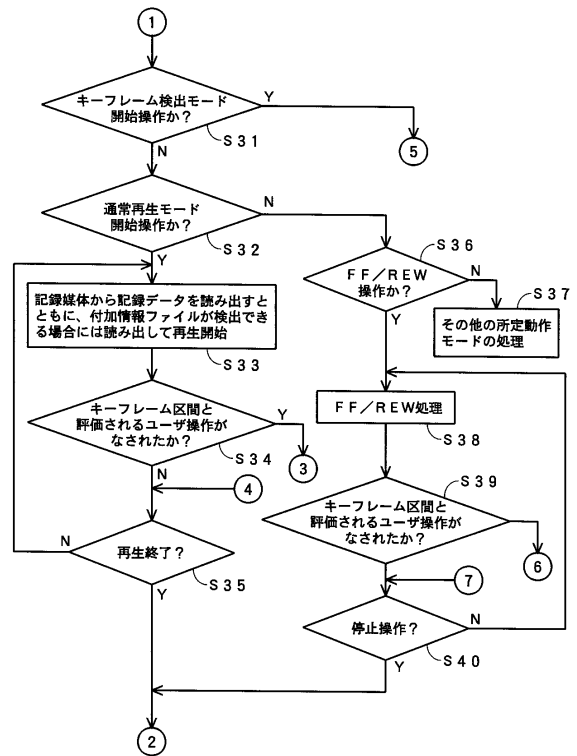 1
キーフレーム検出モード
開始操作か?
Y
S31
N
5
通常再生モード
開始操作か?
N
S32
Y
S36
FF/REW
操作か?
N
S37
Y
その他の所定動作
モードの処理
記録媒体から記録データを読み出すと
ともに、付加情報ファイルが検出でき
る場合には読み出して再生開始
S33
キーフレーム区間と
評価されるユーザ操作が
なされたか?
Y
S34
N
3
FF/REW処理
S38
4
S39
キーフレーム区間と
評価されるユーザ操作が
なされたか?
6
再生終了?
N
S35
Y
7
停止操作?
N
S40
Y
2